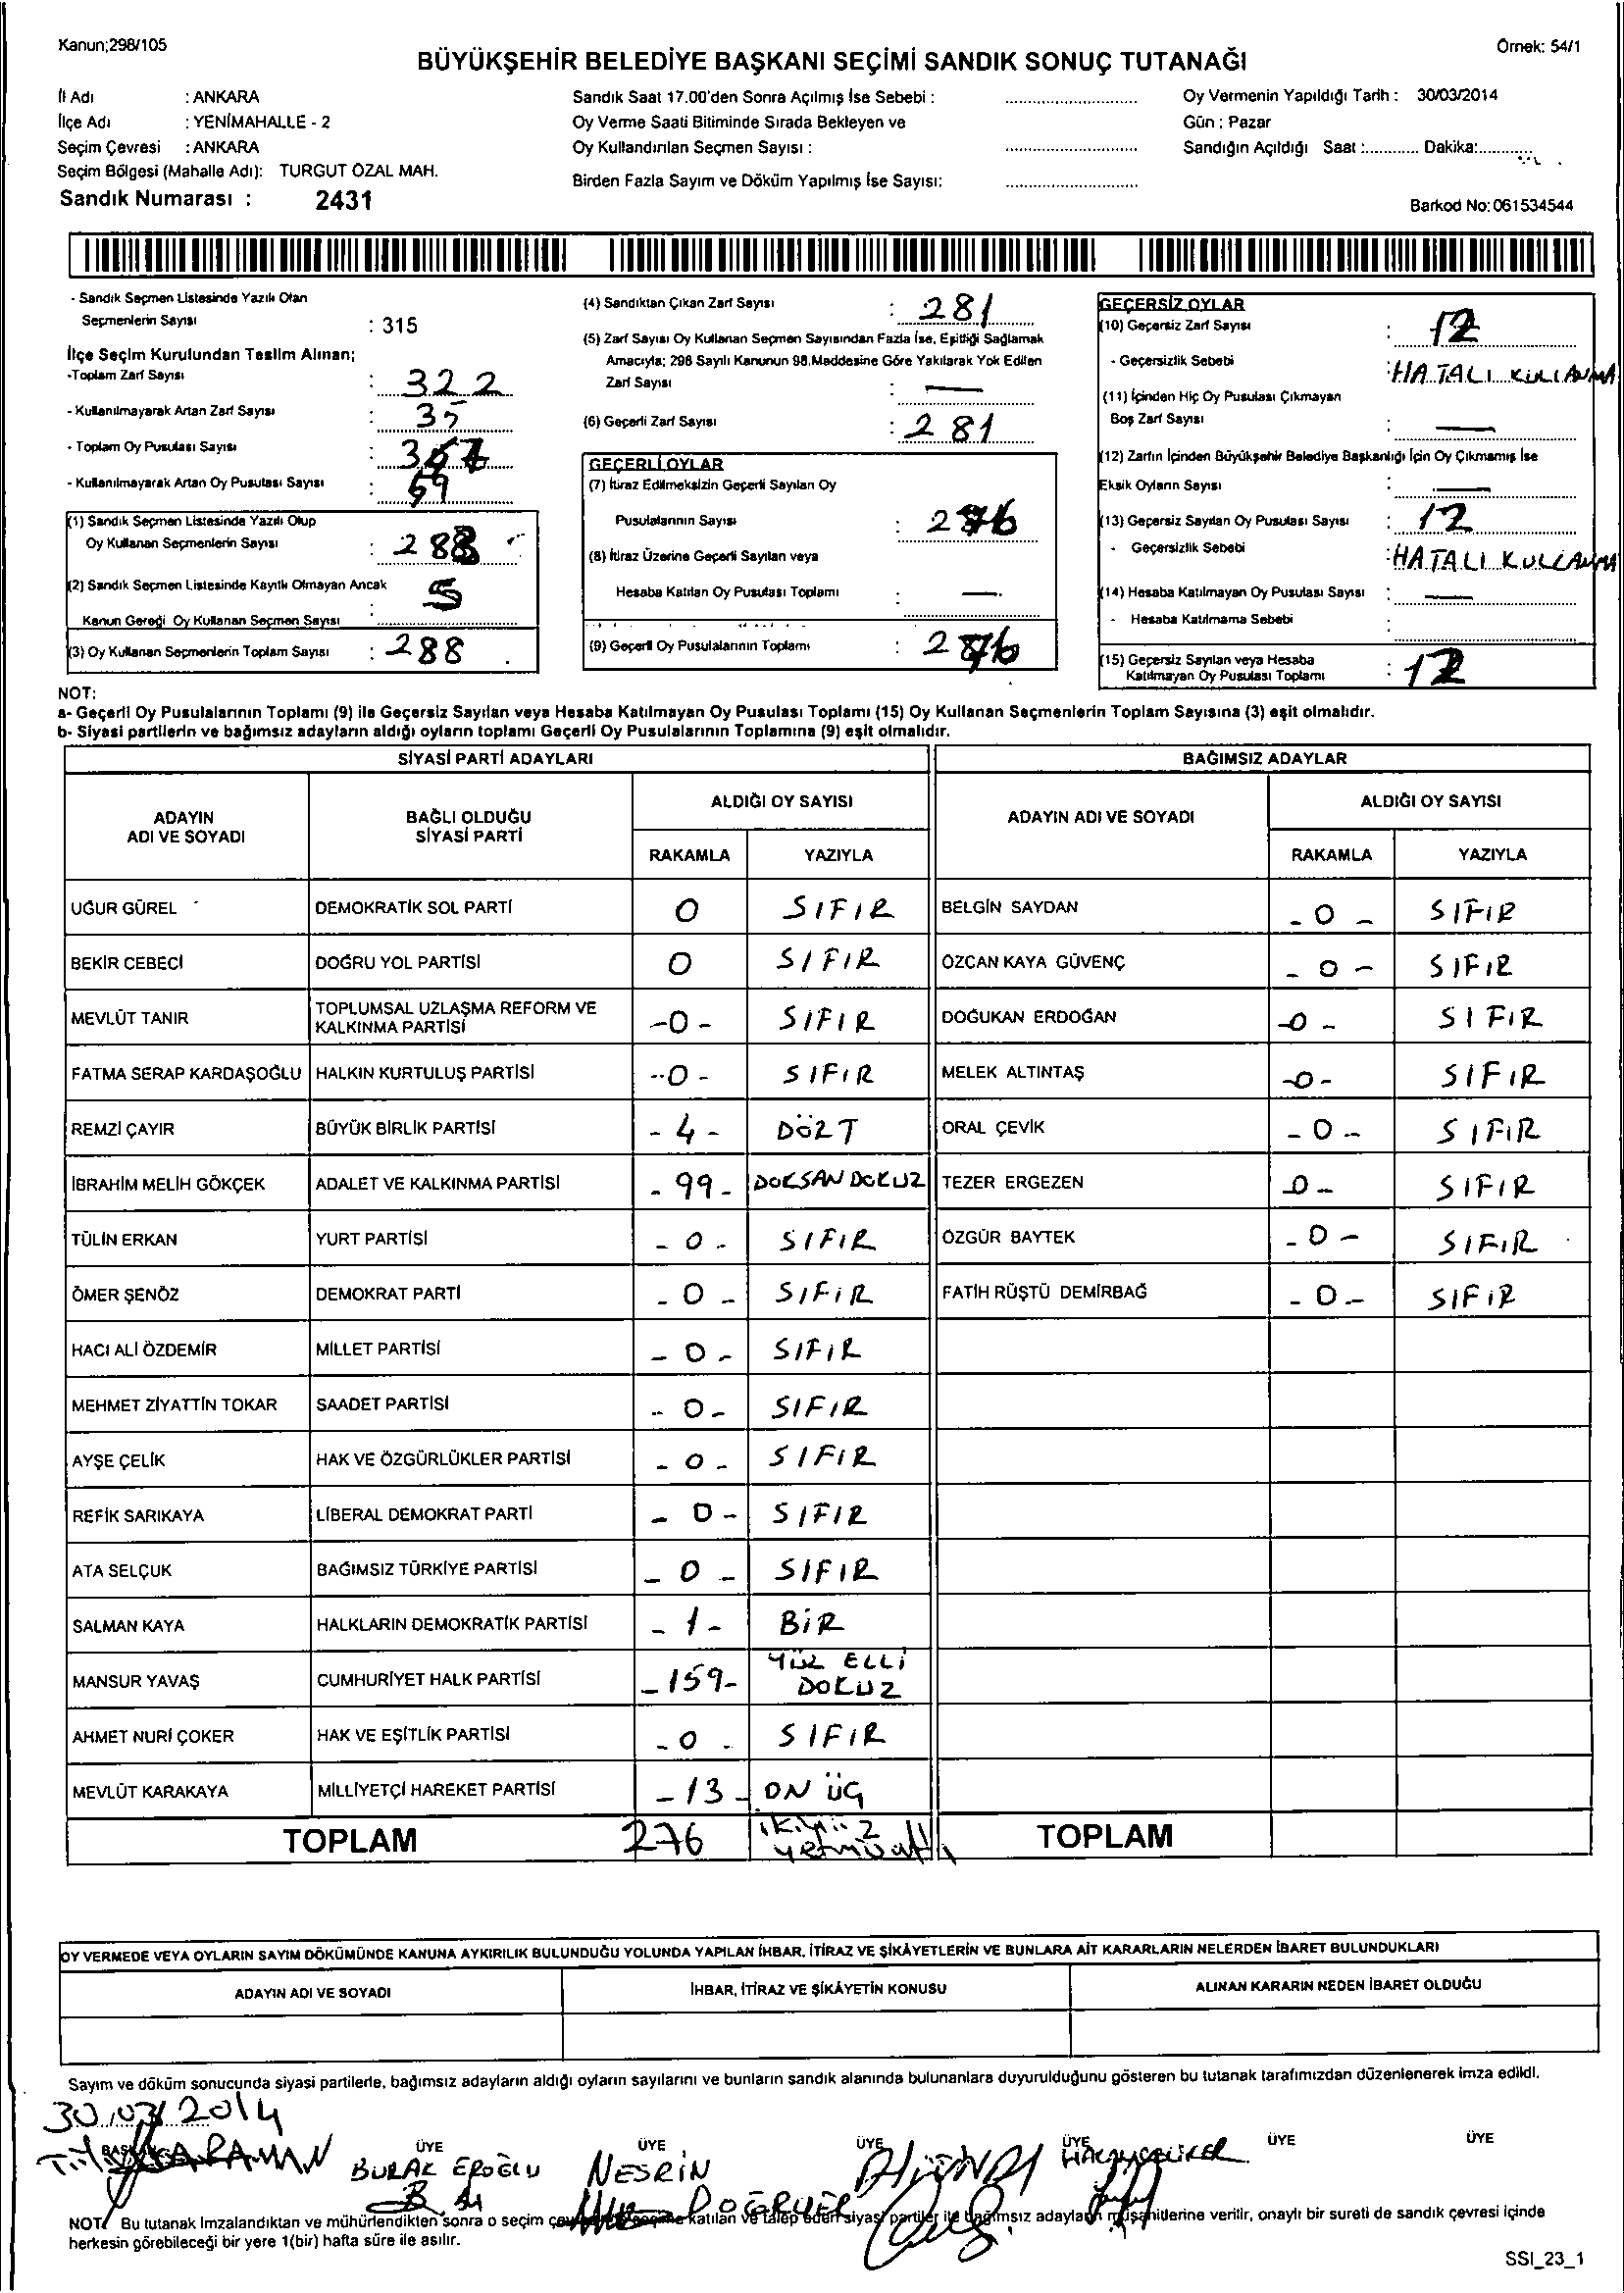 Kanun;298/105
Örnek: 54/1
BÜYÜKŞEHİR BELEDİYE BAŞKANI SEÇİMİ SANDIK SONUÇ TUTANAĞI
İl Adı : ANKARA
İlçe Adı : YENİMAHALLE - 2
Seçim Çevresi : ANKARA
Seçim Bölgesi (Mahalle Adı): TURGUT ÖZAL MAH.
Sandık Numarası : 2431
Sandık Saat 17.00'den Sonra Açılmış İse Sebebi :
Oy Verme Saati Bitiminde Sırada Bekleyen ve
Oy Kullandırılan Seçmen Sayısı :
Birden Fazla Sayım ve Döküm Yapılmış İse Sayısı:
Oy Vermenin Yapıldığı Tarih : 30/03/2014
Gün : Pazar
Sandığın Açıldığı Saat :............ Dakika:............
Barkod No: 061534544
- Sandık Seçmen Listesinde Yazılı Olan
Seçmenlerin Sayısı : 315
İlçe Seçim Kurulundan Teslim Alınan;
-Toplam Zarf Sayısı : 322
- Kullanılmayarak Artan Zarf Sayısı : 35
- Toplam Oy Pusulası Sayısı :
- Kullanılmayarak Artan Oy Pusulası Sayısı : 59
(1) Sandık Seçmen Listesinde Yazılı Olup
Oy Kullanan Seçmenlerin Sayısı :
(2) Sandık Seçmen Listesinde Kayıtlı Olmayan Ancak
Kanun Gereği Oy Kullanan Seçmen Sayısı : 5
(3) Oy Kullanan Seçmenlerin Toplam Sayısı : 288
(4) Sandıktan Çıkan Zarf Sayısı : 281
(5) Zarf Sayısı Oy Kullanan Seçmen Sayısından Fazla İse, Eşitliği Sağlamak
Amacıyla; 298 Sayılı Kanunun 98.Maddesine Göre Yakılarak Yok Edilen
Zarf Sayısı : —
(6) Geçerli Zarf Sayısı : 281
GEÇERLİ OYLAR
(7) İtiraz Edilmeksizin Geçerli Sayılan Oy
Pusulalarının Sayısı : 276
(8) İtiraz Üzerine Geçerli Sayılan veya
Hesaba Katılan Oy Pusulası Toplamı : —
(9) Geçerli Oy Pusulalarının Toplamı : 276
GEÇERSİZ OYLAR
(10) Geçersiz Zarf Sayısı : 12
- Geçersizlik Sebebi : HATALI KULLANMA
(11) İçinden Hiç Oy Pusulası Çıkmayan
Boş Zarf Sayısı : —
(12) Zarfın İçinden Büyükşehir Belediye Başkanlığı İçin Oy Çıkmamış İse
Eksik Oyların Sayısı : —
(13) Geçersiz Sayılan Oy Pusulası Sayısı : 12
- Geçersizlik Sebebi : HATALI KULLANMA
(14) Hesaba Katılmayan Oy Pusulası Sayısı : —
- Hesaba Katılmama Sebebi :
(15) Geçersiz Sayılan veya Hesaba
Katılmayan Oy Pusulası Toplamı : 12
NOT:
a- Geçerli Oy Pusulalarının Toplamı (9) ile Geçersiz Sayılan veya Hesaba Katılmayan Oy Pusulası Toplamı (15) Oy Kullanan Seçmenlerin Toplam Sayısına (3) eşit olmalıdır.
b- Siyasi partilerin ve bağımsız adayların aldığı oyların toplamı Geçerli Oy Pusulalarının Toplamına (9) eşit olmalıdır.
SİYASİ PARTİ ADAYLARI BAĞIMSIZ ADAYLAR
ADAYIN ADI VE SOYADI BAĞLI OLDUĞU SİYASİ PARTİ ALDIĞI OY SAYISI ADAYIN ADI VE SOYADI ALDIĞI OY SAYISI
RAKAMLA YAZIYLA RAKAMLA YAZIYLA
UĞUR GÜREL DEMOKRATİK SOL PARTİ 0 SIFIR BELGİN SAYDAN - 0 - SIFIR
BEKİR CEBECİ DOĞRU YOL PARTİSİ 0 SIFIR ÖZCAN KAYA GÜVENÇ - 0 - SIFIR
MEVLÜT TANIR TOPLUMSAL UZLAŞMA REFORM VE KALKINMA PARTİSİ -0- SIFIR DOĞUKAN ERDOĞAN -0- SIFIR
FATMA SERAP KARDAŞOĞLU HALKIN KURTULUŞ PARTİSİ -0- SIFIR MELEK ALTINTAŞ -0- SIFIR
REMZİ ÇAYIR BÜYÜK BİRLİK PARTİSİ - 4 - DÖRT ORAL ÇEVİK - 0 - SIFIR
İBRAHİM MELİH GÖKÇEK ADALET VE KALKINMA PARTİSİ - 99 - DOKSAN DOKUZ TEZER ERGEZEN -0- SIFIR
TÜLİN ERKAN YURT PARTİSİ - 0 - SIFIR ÖZGÜR BAYTEK - 0 - SIFIR
ÖMER ŞENÖZ DEMOKRAT PARTİ - 0 - SIFIR FATİH RÜŞTÜ DEMİRBAĞ - 0 - SIFIR
HACI ALİ ÖZDEMİR MİLLET PARTİSİ - 0 - SIFIR
MEHMET ZİYATTİN TOKAR SAADET PARTİSİ - 0 - SIFIR
AYŞE ÇELİK HAK VE ÖZGÜRLÜKLER PARTİSİ - 0 - SIFIR
REFİK SARIKAYA LİBERAL DEMOKRAT PARTİ - 0 - SIFIR
ATA SELÇUK BAĞIMSIZ TÜRKİYE PARTİSİ - 0 - SIFIR
SALMAN KAYA HALKLARIN DEMOKRATİK PARTİSİ - 1 - BİR
MANSUR YAVAŞ CUMHURİYET HALK PARTİSİ - 159 - YÜZ ELLİ DOKUZ
AHMET NURİ ÇOKER HAK VE EŞİTLİK PARTİSİ - 0 - SIFIR
MEVLÜT KARAKAYA MİLLİYETÇİ HAREKET PARTİSİ - 13 - ON ÜÇ
TOPLAM 276 ikiyüz yetmişaltı TOPLAM
OY VERMEDE VEYA OYLARIN SAYIM DÖKÜMÜNDE KANUNA AYKIRILIK BULUNDUĞU YOLUNDA YAPILAN İHBAR, İTİRAZ VE ŞİKÂYETLERİN VE BUNLARA AİT KARARLARIN NELERDEN İBARET BULUNDUKLARI
ADAYIN ADI VE SOYADI İHBAR, İTİRAZ VE ŞİKÂYETİN KONUSU ALINAN KARARIN NEDEN İBARET OLDUĞU
Sayım ve döküm sonucunda siyasi partilerle, bağımsız adayların aldığı oyların sayılarını ve bunların sandık alanında bulunanlara duyurulduğunu gösteren bu tutanak tarafımızdan düzenlenerek imza edildi.
30/03/2014
BAŞKAN ÜYE ÜYE ÜYE ÜYE ÜYE ÜYE
KARAMAN BURAK EROĞLU NESRİN DOĞRUER
NOT: Bu tutanak İmzalandıktan ve mühürlendikten sonra o seçim katılan ve talep eden siyasi partiler ile bağımsız adayların müşahitlerine verilir, onaylı bir sureti de sandık çevresi içinde
herkesin görebileceği bir yere 1(bir) hafta süre ile asılır.
SSI_23_1